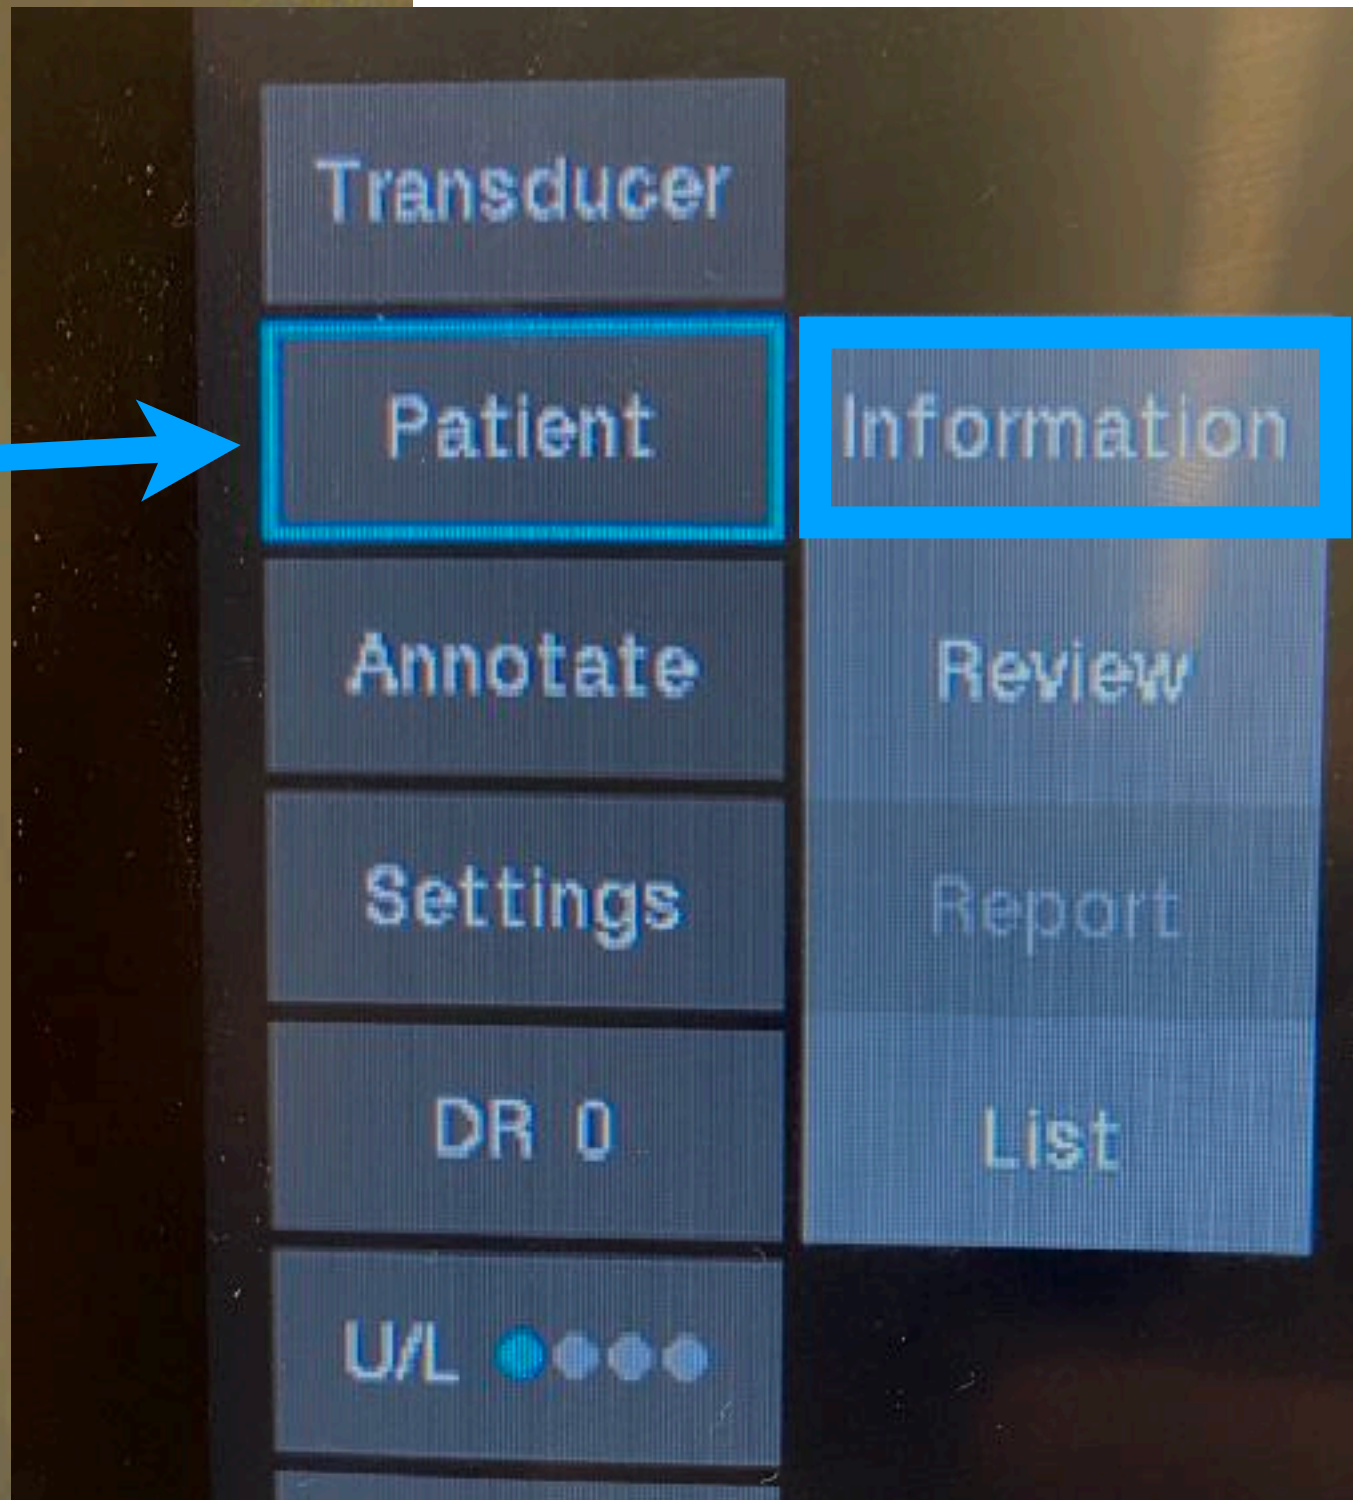 Transducer
Patient
Information
Annotate
Review
Settings
Report
DR 0
List
U/L